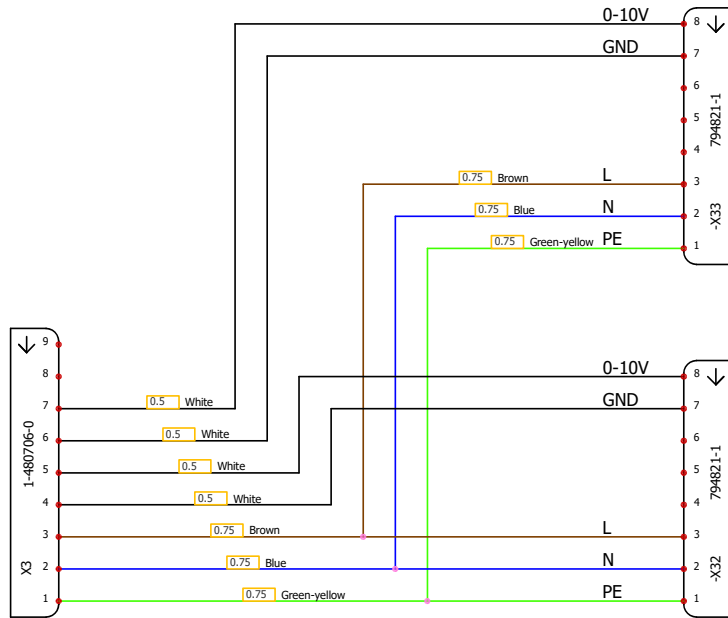 0-10V
8
GND
7
6
5
4
0.75 Brown L
3
0.75 Blue N
2
0.75 Green-yellow PE
1
794821-1
-X33
9
8
7
0.5 White
6
0.5 White
5
0.5 White
4
0.5 White
3
0.75 Brown
2
0.75 Blue
1
0.75 Green-yellow
1-480706-0
X3
0-10V
8
GND
7
6
5
4
L
3
N
2
PE
1
794821-1
-X32